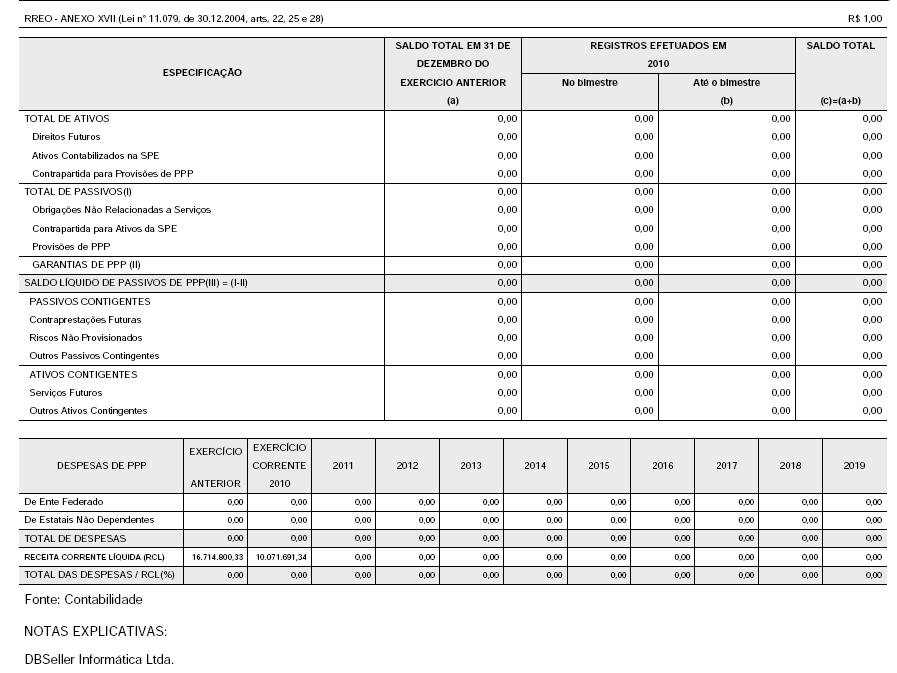 RREO - ANEXO XVII (Lei n° 11.079, de 30.12.2004, arts, 22, 25 e 28) R$ 1,00
SALDO TOTAL EM 31 DE REGISTROS EFETUADOS EM SALDO TOTAL
ESPECIFICAÇÃO DEZEMBRO DO 2010
EXERCICIO ANTERIOR No bimestre Até o bimestre
(a) (b) (c)=(a+b)
TOTAL DE ATIVOS 0,00 0,00 0,00 0,00
Direitos Futuros 0,00 0,00 0,00 0,00
Ativos Contabilizados na SPE 0,00 0,00 0,00 0,00
Contrapartida para Provisões de PPP 0,00 0,00 0,00 0,00
TOTAL DE PASSIVOS(I) 0,00 0,00 0,00 0,00
Obrigações Não Relacionadas a Serviços 0,00 0,00 0,00 0,00
Contrapartida para Ativos da SPE 0,00 0,00 0,00 0,00
Provisões de PPP 0,00 0,00 0,00 0,00
GARANTIAS DE PPP (II) 0,00 0,00 0,00 0,00
SALDO LÍQUIDO DE PASSIVOS DE PPP(III) = (I-II) 0,00 0,00 0,00 0,00
PASSIVOS CONTIGENTES 0,00 0,00 0,00 0,00
Contraprestações Futuras 0,00 0,00 0,00 0,00
Riscos Não Provisionados 0,00 0,00 0,00 0,00
Outros Passivos Contingentes 0,00 0,00 0,00 0,00
ATIVOS CONTIGENTES 0,00 0,00 0,00 0,00
Serviços Futuros 0,00 0,00 0,00 0,00
Outros Ativos Contingentes 0,00 0,00 0,00 0,00
EXERCÍCIO EXERCÍCIO
DESPESAS DE PPP CORRENTE 2011 2012 2013 2014 2015 2016 2017 2018 2019
ANTERIOR 2010
De Ente Federado 0,00 0,00 0,00 0,00 0,00 0,00 0,00 0,00 0,00 0,00 0,00
De Estatais Não Dependentes 0,00 0,00 0,00 0,00 0,00 0,00 0,00 0,00 0,00 0,00 0,00
TOTAL DE DESPESAS 0,00 0,00 0,00 0,00 0,00 0,00 0,00 0,00 0,00 0,00 0,00
RECEITA CORRENTE LÍQUIDA (RCL) 16.714.800,33 10.071.691,34 0,00 0,00 0,00 0,00 0,00 0,00 0,00 0,00 0,00
TOTAL DAS DESPESAS / RCL(%) 0,00 0,00 0,00 0,00 0,00 0,00 0,00 0,00 0,00 0,00 0,00
Fonte: Contabilidade
NOTAS EXPLICATIVAS:
DBSeller Informática Ltda.